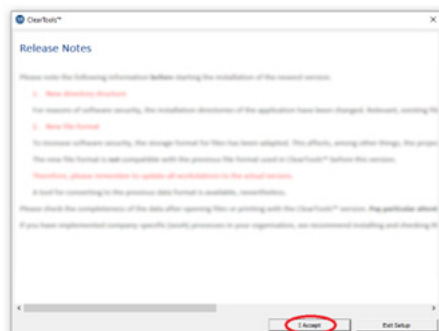 ClearTools™
Release Notes
Please note the following information before starting the installation of the newest version.
1. New directory structure
For reasons of software security, the installation directories of the application have been changed. Relevant, existing
2. New file format
To increase software security, the storage format for files has been adapted. This affects, among other things, the
The new file format is not compatible with the previous file format used in ClearTools™ before this version.
Therefore, please remember to update all workstations to the actual version.
A tool for converting to the previous data format is available, nevertheless.
Please check the completeness of the data after opening files or printing with the ClearTools™ version. Pay particular
If you have implemented company specific (work) processes in your organisation, we recommend installing and checking
I Accept
Exit Setup